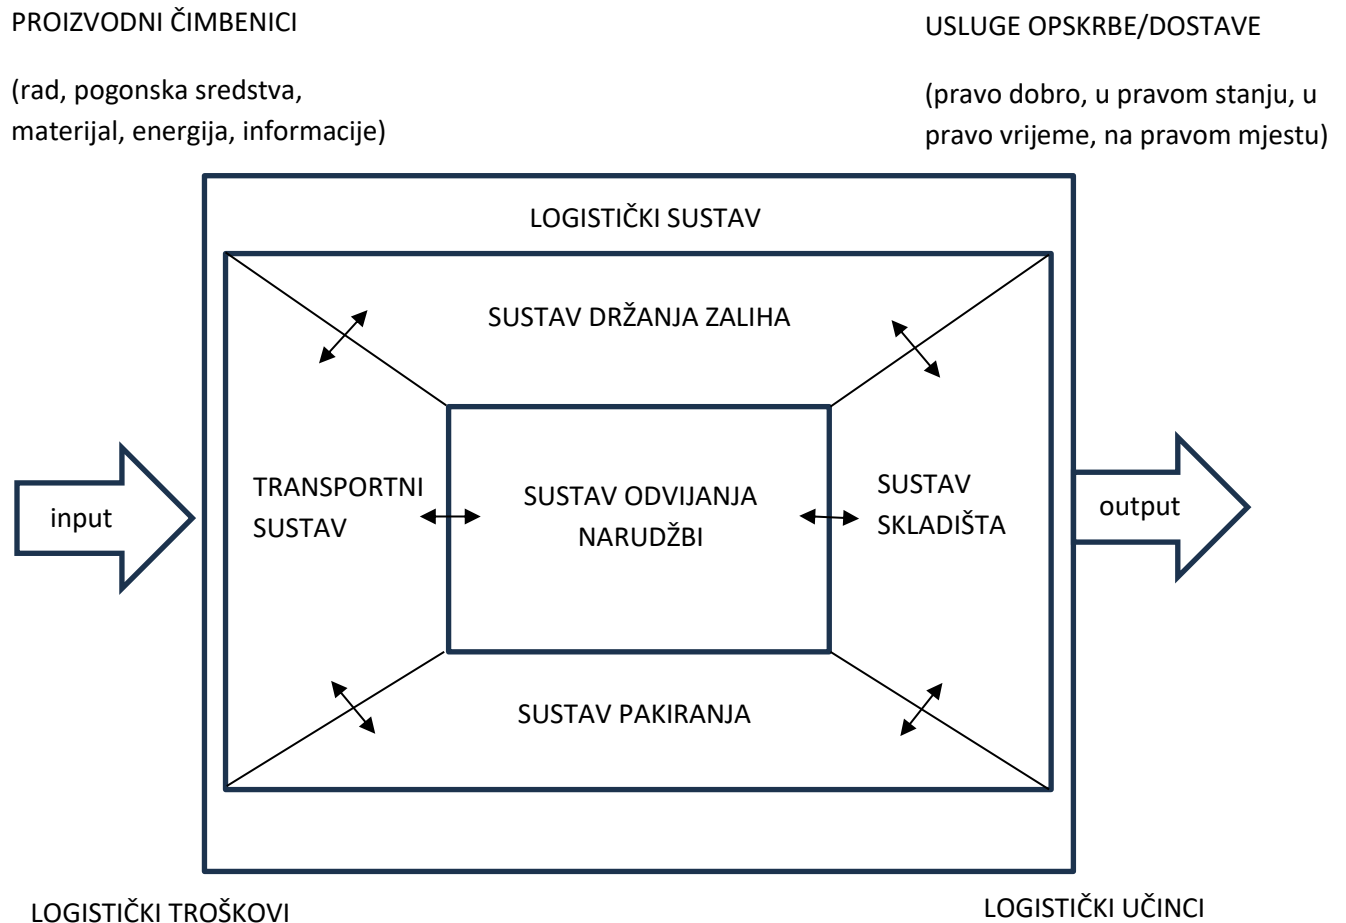 PROIZVODNI ČIMBENICI
(rad, pogonska sredstva,
materijal, energija, informacije)
USLUGE OPSKRBE/DOSTAVE
(pravo dobro, u pravom stanju, u
pravo vrijeme, na pravom mjestu)
LOGISTIČKI SUSTAV
SUSTAV DRŽANJA ZALIHA
input
TRANSPORTNI
SUSTAV
SUSTAV ODVIJANJA
NARUDŽBI
SUSTAV
SKLADIŠTA
output
SUSTAV PAKIRANJA
LOGISTIČKI TROŠKOVI
LOGISTIČKI UČINCI